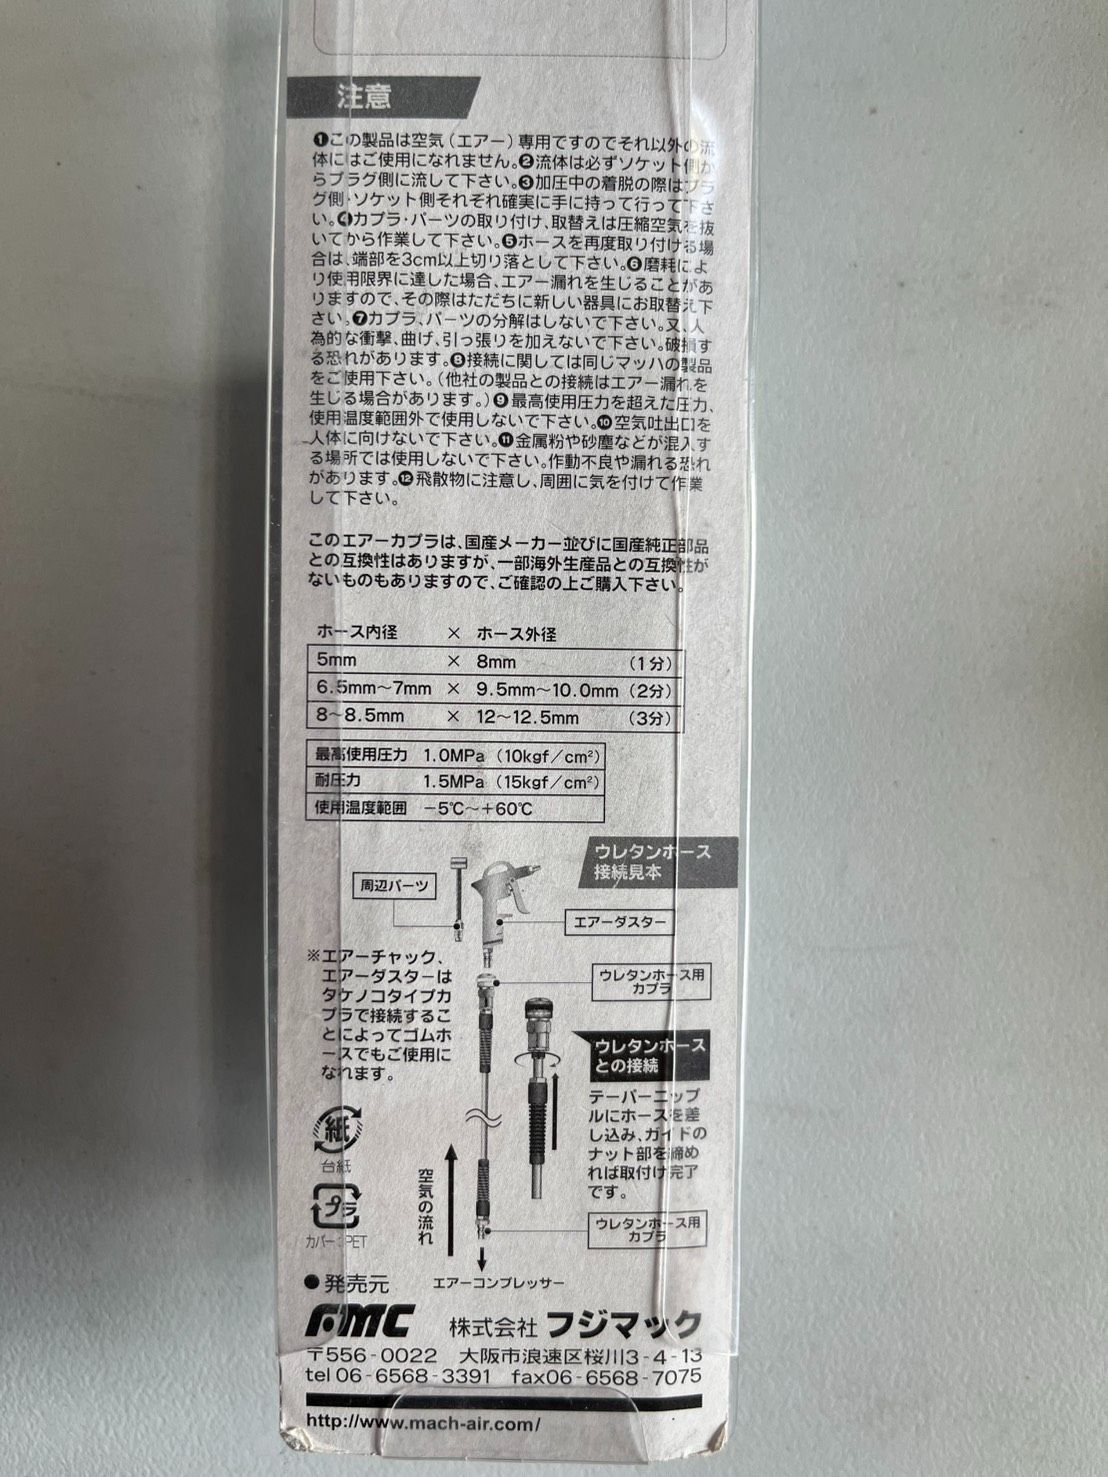 注意
❶この製品は空気(エアー)専用ですのでそれ以外の流
体にはご使用になれません。❷流体は必ずソケット側か
らプラグ側に流して下さい。❸加圧中の着脱の際はプラ
グ側・ソケット側それぞれ確実に手に持って行って下さ
い。❹カプラ・パーツの取り付け、取替えは圧縮空気を抜
いてから作業して下さい。❺ホースを再度取り付ける場
合は、端部を3cm以上切り落として下さい。❻磨耗によ
り使用限界に達した場合、エアー漏れを生じることがあ
りますので、その際はただちに新しい器具にお取替え下
さい。❼カプラ、パーツの分解はしないで下さい。又、人
為的な衝撃、曲げ、引っ張りを加えないで下さい。破損す
る恐れがあります。❽接続に関しては同じマッハの製品
をご使用下さい。(他社の製品との接続はエアー漏れを
生じる場合があります。)❾最高使用圧力を超えた圧力、
使用温度範囲外で使用しないで下さい。❿空気吐出口を
人体に向けないで下さい。⓫金属粉や砂塵などが混入す
る場所では使用しないで下さい。作動不良や漏れる恐れ
があります。⓬飛散物に注意し、周囲に気を付けて作業
して下さい。
このエアーカプラは、国産メーカー並びに国産純正部品
との互換性はありますが、一部海外生産品との互換性が
ないものもありますので、ご確認の上ご購入下さい。
ホース内径 × ホース外径
5mm × 8mm (1分)
6.5mm〜7mm × 9.5mm〜10.0mm (2分)
8〜8.5mm × 12〜12.5mm (3分)
最高使用圧力 1.0MPa (10kgf/cm²)
耐圧力 1.5MPa (15kgf/cm²)
使用温度範囲 −5℃〜+60℃
ウレタンホース
接続見本
周辺パーツ
エアーダスター
※エアーチャック、
エアーダスターは
タケノコタイプカ
プラで接続するこ
とによってゴムホ
ースでもご使用に
なれます。
ウレタンホース用
カプラ
ウレタンホース
との接続
テーパーニップ
ルにホースを差
し込み、ガイドの
ナット部を締め
れば取付け完了
です。
紙
台紙
プラ
カバー:PET
空気の流れ
ウレタンホース用
カプラ
エアーコンプレッサー
●発売元
FMC 株式会社 フジマック
〒556-0022 大阪市浪速区桜川3-4-13
tel 06-6568-3391 fax06-6568-7075
http://www.mach-air.com/